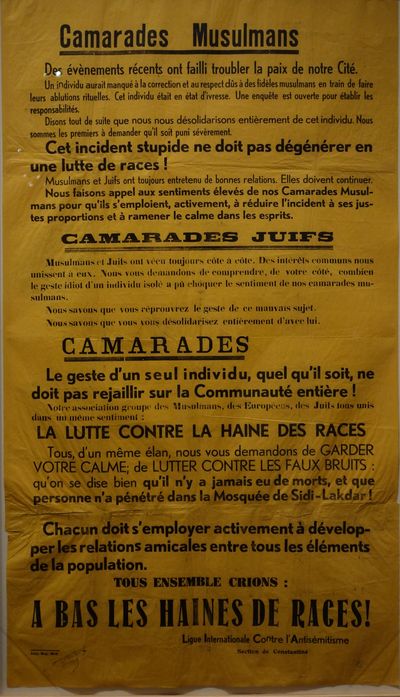 Camarades Musulmans
Des évènements récents ont failli troubler la paix de notre Cité.
Un individu aurait manqué à la correction et au respect dûs à des fidèles musulmans en train de faire
leurs ablutions rituelles. Cet individu était en état d'ivresse. Une enquête est ouverte pour établir les
responsabilités.
Disons tout de suite que nous nous désolidarisons entièrement de cet individu. Nous
sommes les premiers à demander qu'il soit puni sévèrement.
Cet incident stupide ne doit pas dégénérer en
une lutte de races !
Musulmans et Juifs ont toujours entretenu de bonnes relations. Elles doivent continuer.
Nous faisons appel aux sentiments élevés de nos Camarades Musul-
mans pour qu'ils s'emploient, activement, à réduire l'incident à ses jus-
tes proportions et à ramener le calme dans les esprits.
CAMARADES JUIFS
Musulmans et Juifs ont vécu toujours côte à côte. Des intérêts communs nous
unissent à eux. Nous vous demandons de comprendre, de votre côté, combien
le geste idiot d'un individu isolé a pû chôquer le sentiment de nos camarades mu-
sulmans.
Nous savons que vous réprouvrez le geste de ce mauvais sujet.
Nous savons que vous vous désolidarisez entièrement d'avec lui.
CAMARADES
Le geste d'un seul individu, quel qu'il soit, ne
doit pas rejaillir sur la Communauté entière !
Notre association groupe des Musulmans, des Européens, des Juifs tous unis
dans un même sentiment :
LA LUTTE CONTRE LA HAINE DES RACES
Tous, d'un même élan, nous vous demandons de GARDER
VOTRE CALME; de LUTTER CONTRE LES FAUX BRUITS :
qu'on se dise bien qu'il n'y a jamais eu de morts, et que
personne n'a pénétré dans la Mosquée de Sidi-Lakdar !
Chacun doit s'employer activement à dévelop-
per les relations amicales entre tous les éléments
de la population.
TOUS ENSEMBLE CRIONS :
A BAS LES HAINES DE RACES!
Ligue Internationale Contre l'Antisémitisme
Section de Constantine